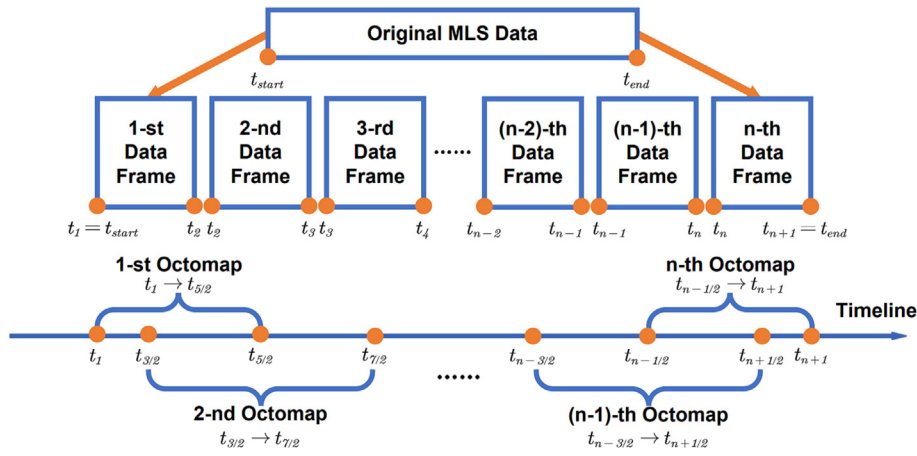 Original MLS Data
t_start t_end
1-st Data Frame
2-nd Data Frame
3-rd Data Frame
......
(n-2)-th Data Frame
(n-1)-th Data Frame
n-th Data Frame
t_1 = t_start t_2 t_2 t_3 t_3 t_4 t_{n-2} t_{n-1} t_{n-1} t_n t_n t_{n+1} = t_end
1-st Octomap
t_1 → t_{5/2}
n-th Octomap
t_{n-1/2} → t_{n+1}
Timeline
t_1 t_{3/2} t_{5/2} t_{7/2} t_{n-3/2} t_{n-1/2} t_{n+1/2} t_{n+1}
......
2-nd Octomap
t_{3/2} → t_{7/2}
(n-1)-th Octomap
t_{n-3/2} → t_{n+1/2}